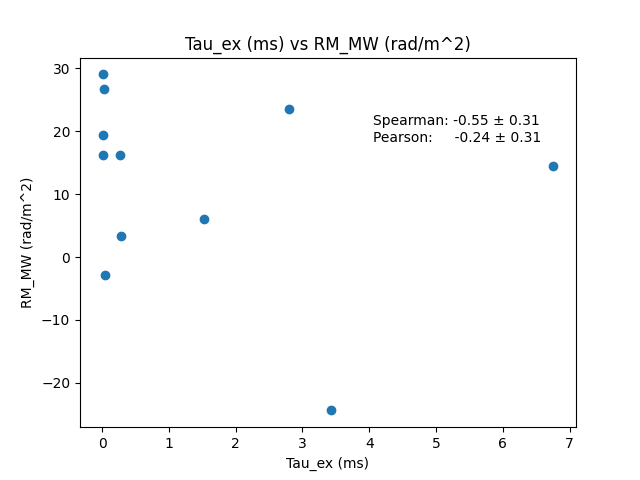 Tau_ex (ms) vs RM_MW (rad/m^2)
30
20
10
0
−10
−20
RM_MW (rad/m^2)
Spearman: -0.55 ± 0.31
Pearson: -0.24 ± 0.31
0 1 2 3 4 5 6 7
Tau_ex (ms)